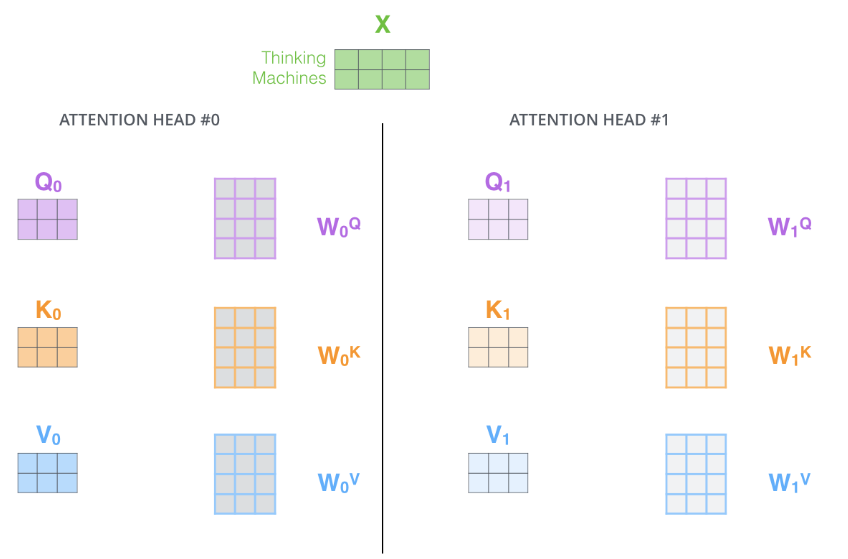 X
Thinking
Machines
ATTENTION HEAD #0
ATTENTION HEAD #1
Q₀
W₀Q
Q₁
W₁Q
K₀
W₀K
K₁
W₁K
V₀
W₀V
V₁
W₁V